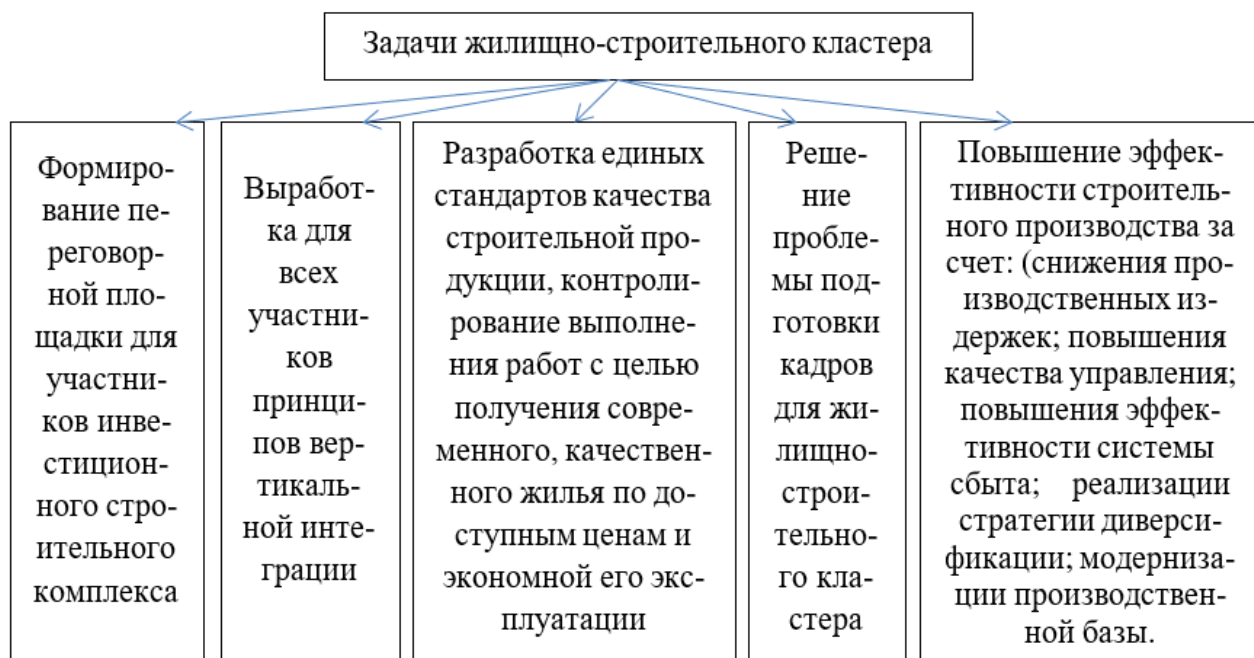 Задачи жилищно-строительного кластера
Формиро-
вание пе-
реговор-
ной пло-
щадки для
участни-
ков инве-
стицион-
ного стро-
ительного
комплекса
Выработ-
ка для
всех
участни-
ков
принци-
пов вер-
тикаль-
ной инте-
грации
Разработка единых
стандартов качества
строительной про-
дукции, контроли-
рование выполне-
ния работ с целью
получения совре-
менного, качествен-
ного жилья по до-
ступным ценам и
экономной его экс-
плуатации
Реше-
ние
пробле-
мы под-
готовки
кадров
для жи-
лищно-
строи-
тельно-
го кла-
стера
Повышение эффек-
тивности строитель-
ного производства за
счет: (снижения про-
изводственных из-
держек; повышения
качества управления;
повышения эффек-
тивности системы
сбыта; реализации
стратегии диверси-
фикации; модерниза-
ции производствен-
ной базы.